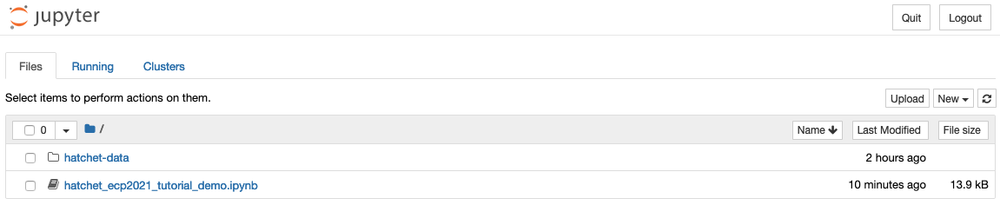 jupyter Quit Logout
Files Running Clusters
Select items to perform actions on them. Upload New
0 / Name Last Modified File size
hatchet-data 2 hours ago
hatchet_ecp2021_tutorial_demo.ipynb 10 minutes ago 13.9 kB